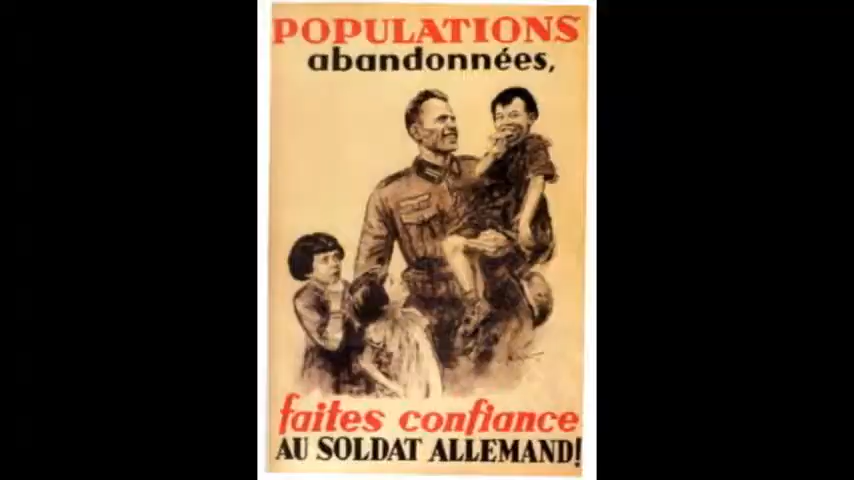 POPULATIONS
abandonnées,
faites confiance
AU SOLDAT ALLEMAND!